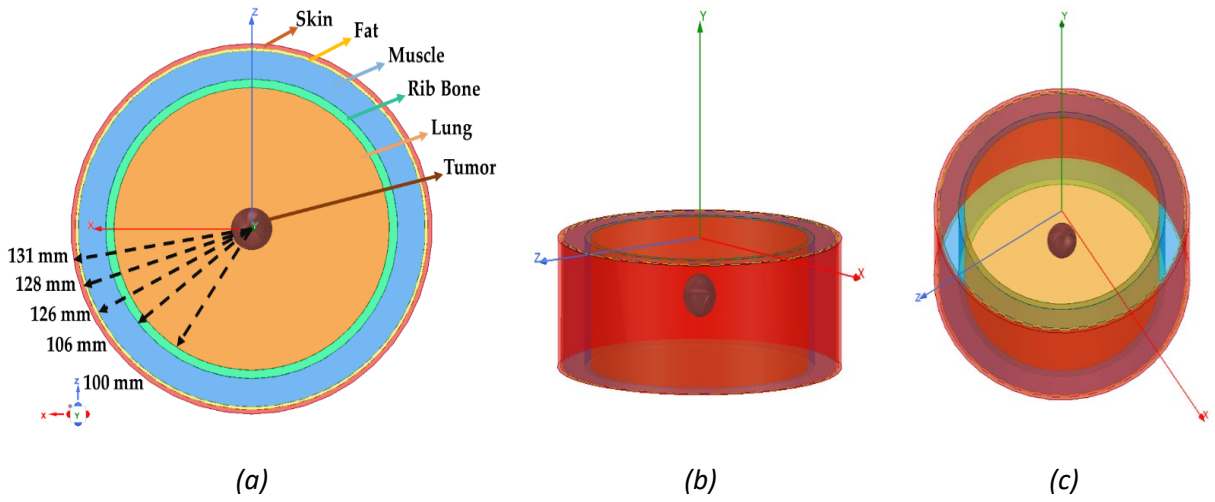 Z
Skin
Fat
Muscle
Rib Bone
Lung
Tumor
X
Y
131 mm
128 mm
126 mm
106 mm
100 mm
Z
X
Y
(a)
Y
Z
X
(b)
Y
Z
X
(c)